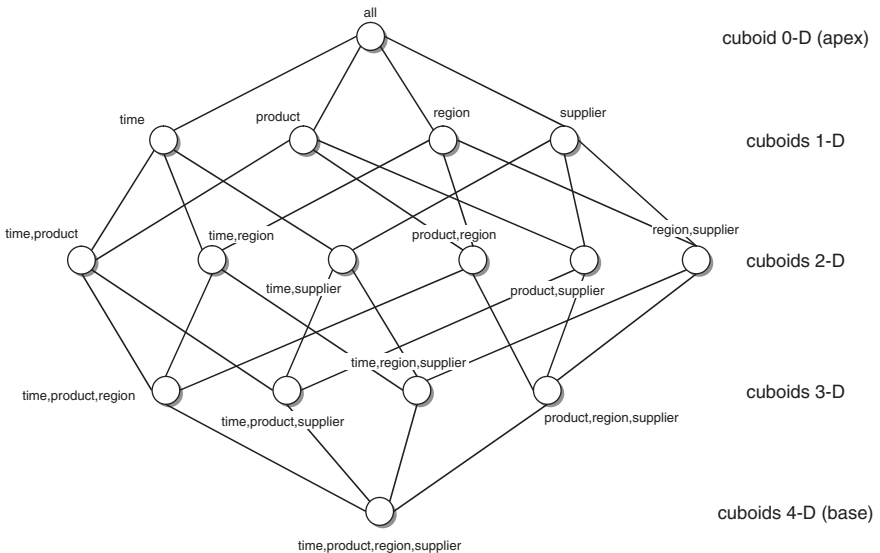 all
cuboid 0-D (apex)
time
product
region
supplier
cuboids 1-D
time,product
time,region
product,region
region,supplier
cuboids 2-D
time,supplier
product,supplier
time,region,supplier
time,product,region
cuboids 3-D
time,product,supplier
product,region,supplier
cuboids 4-D (base)
time,product,region,supplier